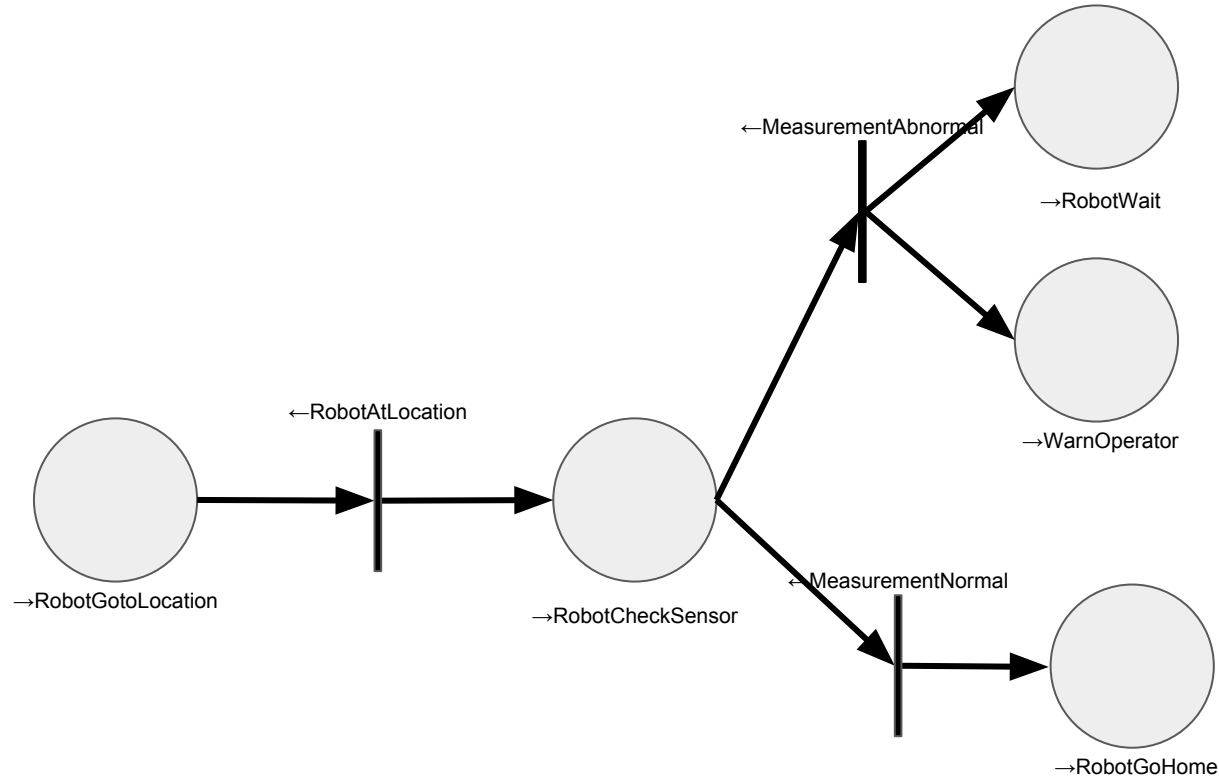 ←MeasurementAbnormal
→RobotWait
←RobotAtLocation
→WarnOperator
→RobotGotoLocation
→RobotCheckSensor
←MeasurementNormal
→RobotGoHome